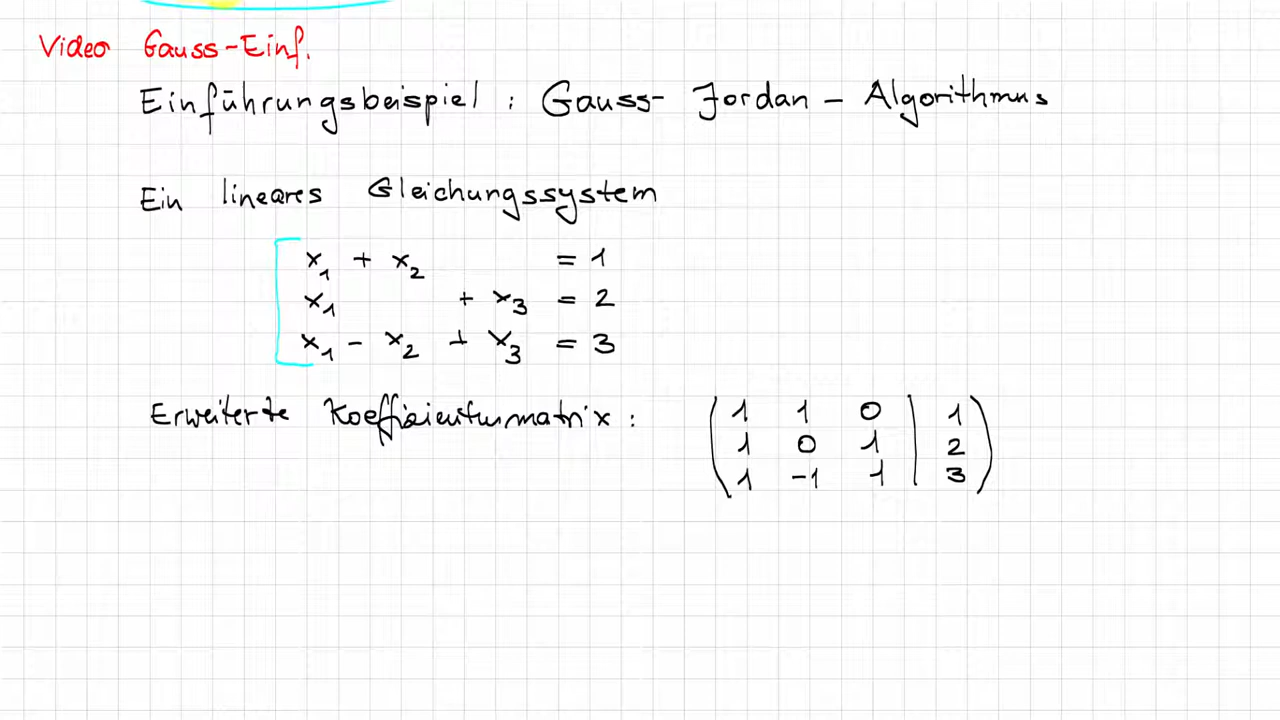 Video Gauss-Einf.
Einführungsbeispiel : Gauss- Jordan - Algorithmus
Ein lineares Gleichungssystem
x₁ + x₂ = 1
x₁ + x₃ = 2
x₁ - x₂ + x₃ = 3
Erweiterte Koeffizientenmatrix : ( 1 1 0 | 1 )
1 0 1 | 2
1 -1 1 | 3